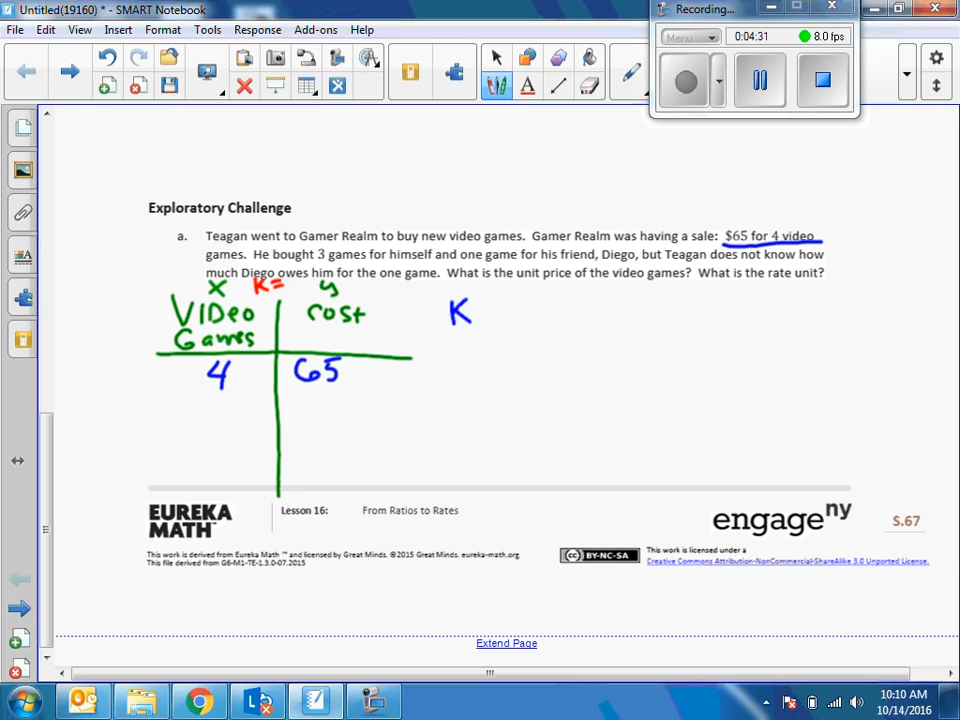 Untitled(19160) * - SMART Notebook
Recording...
File Edit View Insert Format Tools Response Add-ons Help
Menu
0:04:31
8.0 fps
Exploratory Challenge
a. Teagan went to Gamer Realm to buy new video games. Gamer Realm was having a sale: $65 for 4 video
games. He bought 3 games for himself and one game for his friend, Diego, but Teagan does not know how
much Diego owes him for the one game. What is the unit price of the video games? What is the rate unit?
x K= y
VIDeo cost K
Games
4 65
EUREKA
MATH™
Lesson 16: From Ratios to Rates
engageny
S.67
This work is derived from Eureka Math ™ and licensed by Great Minds. ©2015 Great Minds. eureka-math.org
This file derived from G6-M1-TE-1.3.0-07.2015
cc BY-NC-SA
This work is licensed under a
Creative Commons Attribution-NonCommercial-ShareAlike 3.0 Unported License.
Extend Page
10:10 AM
10/14/2016